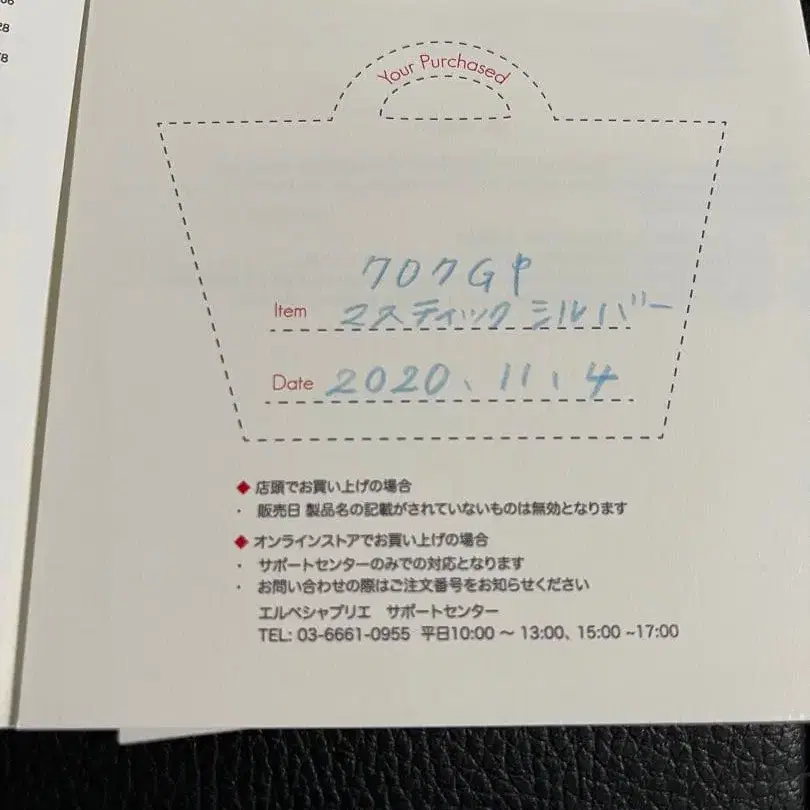 Your Purchased
707GP
Item マスティック シルバー
Date 2020、11、4
◆ 店頭でお買い上げの場合
・ 販売日 製品名の記載がされていないものは無効となります
◆ オンラインストアでお買い上げの場合
・ サポートセンターのみでの対応となります
・ お問い合わせの際はご注文番号をお知らせください
エルベシャプリエ サポートセンター
TEL: 03-6661-0955 平日10:00 ～ 13:00、15:00 ~17:00
28
78